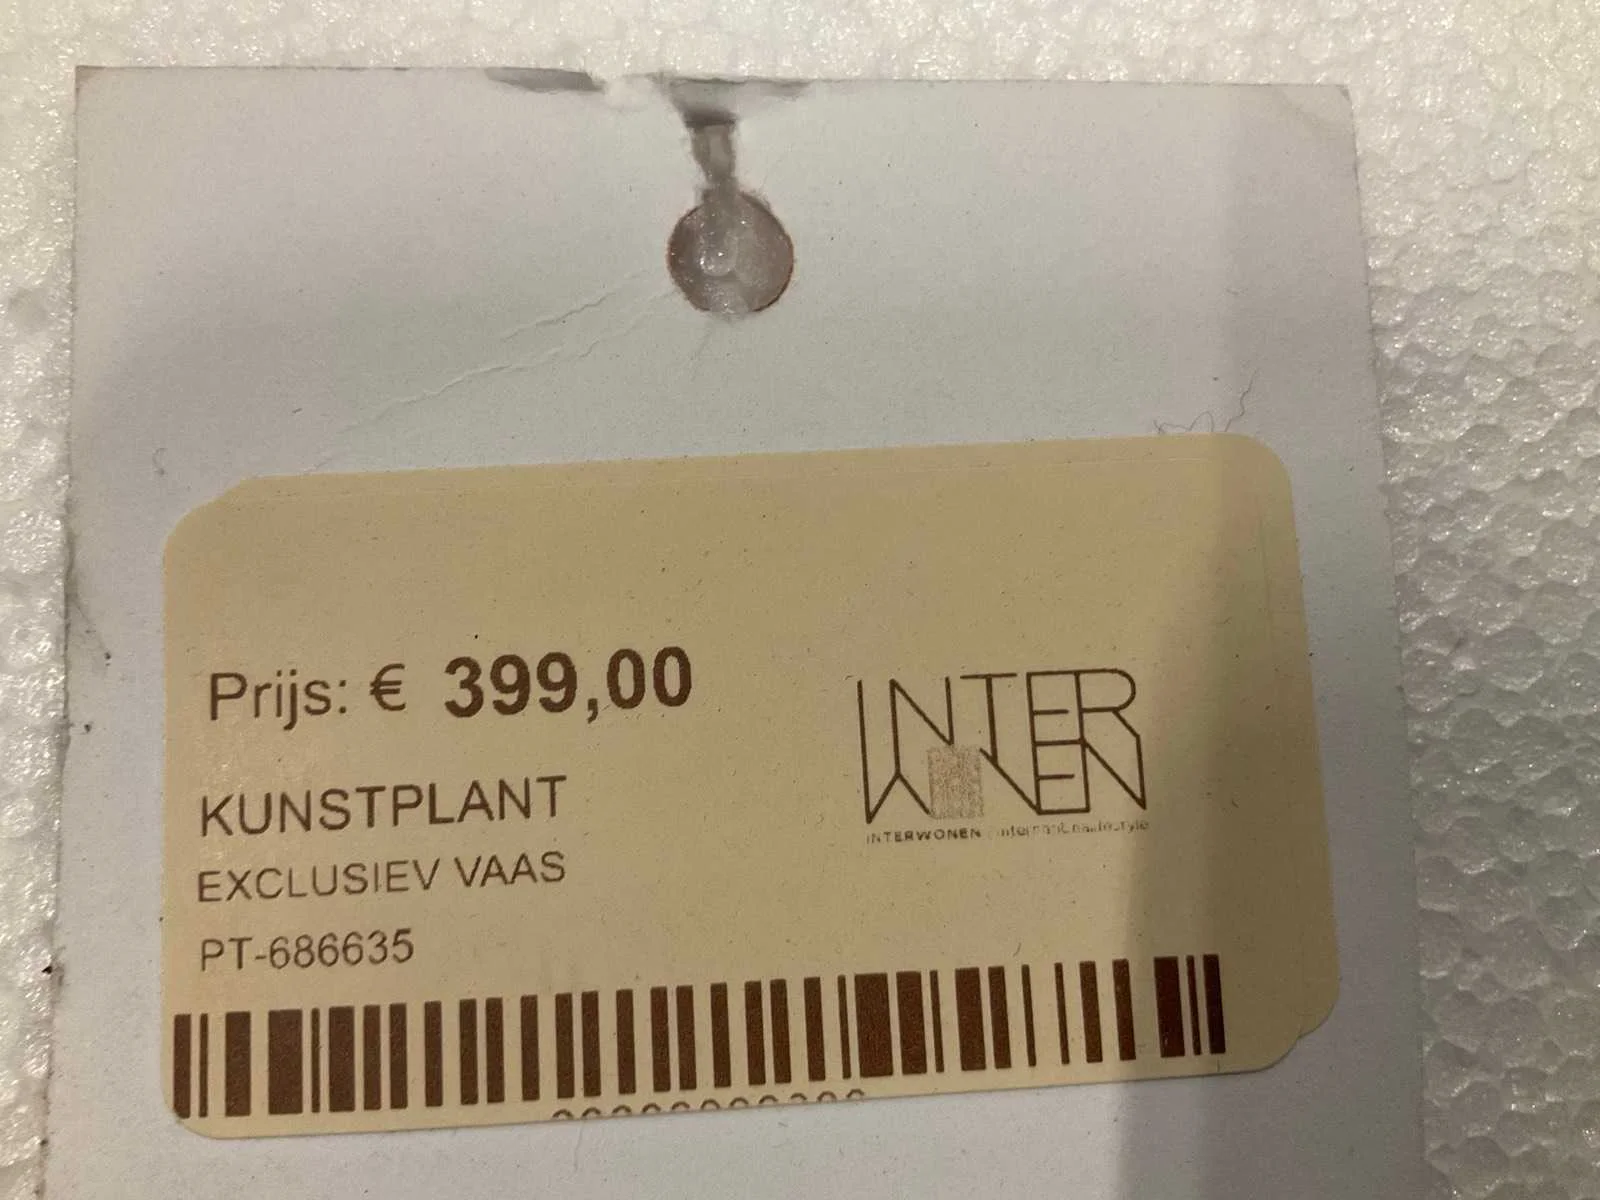 Prijs: € 399,00
KUNSTPLANT
EXCLUSIEV VAAS
PT-686635
INTER
WONEN
INTERWONEN